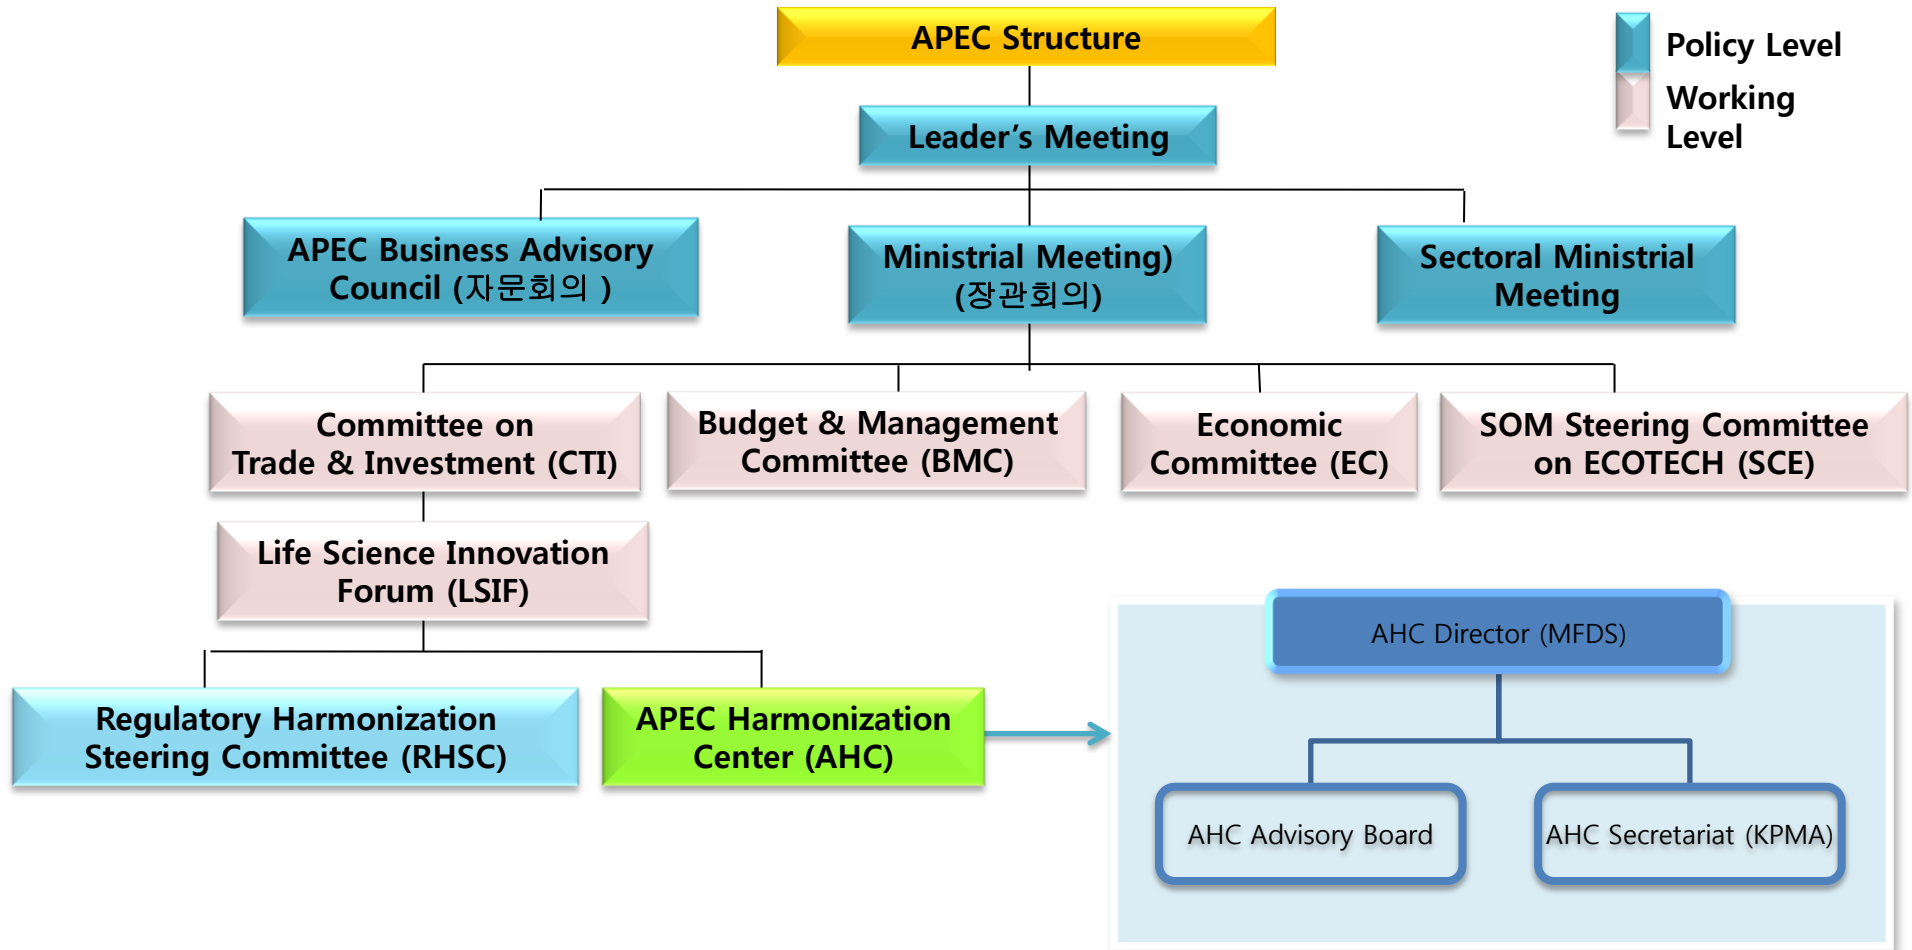 APEC Structure
Policy Level
Working
Level
Leader’s Meeting
APEC Business Advisory
Council (자문회의 )
Ministrial Meeting)
(장관회의)
Sectoral Ministrial
Meeting
Committee on
Trade & Investment (CTI)
Budget & Management
Committee (BMC)
Economic
Committee (EC)
SOM Steering Committee
on ECOTECH (SCE)
Life Science Innovation
Forum (LSIF)
Regulatory Harmonization
Steering Committee (RHSC)
APEC Harmonization
Center (AHC)
AHC Director (MFDS)
AHC Advisory Board
AHC Secretariat (KPMA)